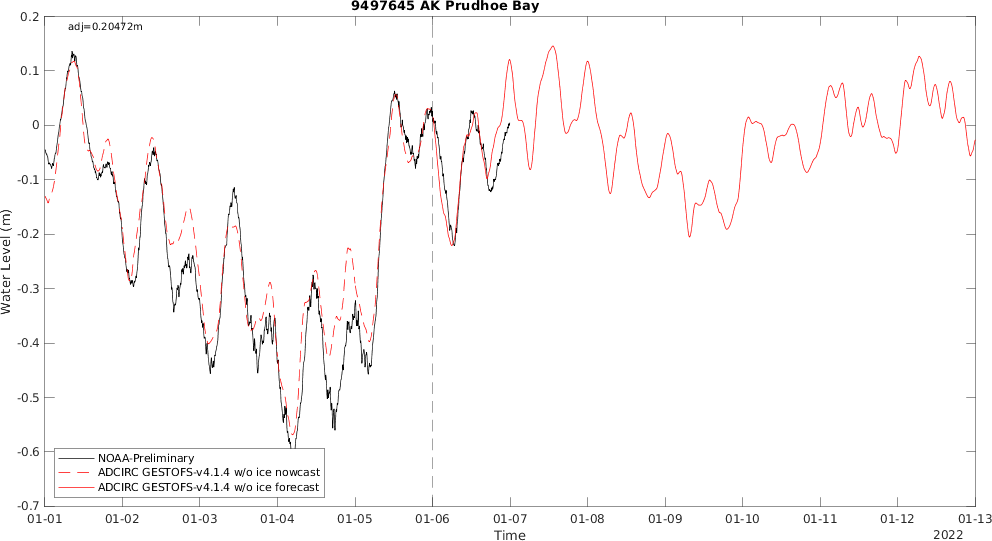 9497645 AK Prudhoe Bay
adj=0.20472m
0.2
0.1
0
-0.1
-0.2
-0.3
-0.4
-0.5
-0.6
-0.7
Water Level (m)
NOAA-Preliminary
ADCIRC GESTOFS-v4.1.4 w/o ice nowcast
ADCIRC GESTOFS-v4.1.4 w/o ice forecast
01-01 01-02 01-03 01-04 01-05 01-06 01-07 01-08 01-09 01-10 01-11 01-12 01-13
Time
2022